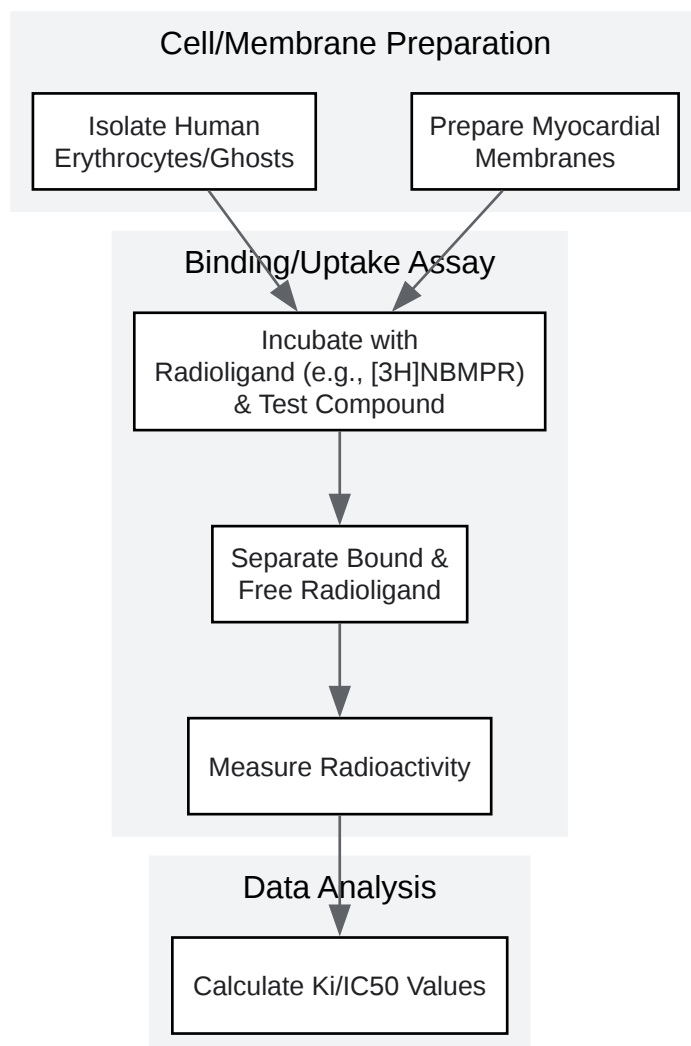 Cell/Membrane Preparation
Isolate Human
Erythrocytes/Ghosts
Prepare Myocardial
Membranes
Binding/Uptake Assay
Incubate with
Radioligand (e.g., [3H]NBMPR)
& Test Compound
Separate Bound &
Free Radioligand
Measure Radioactivity
Data Analysis
Calculate Ki/IC50 Values